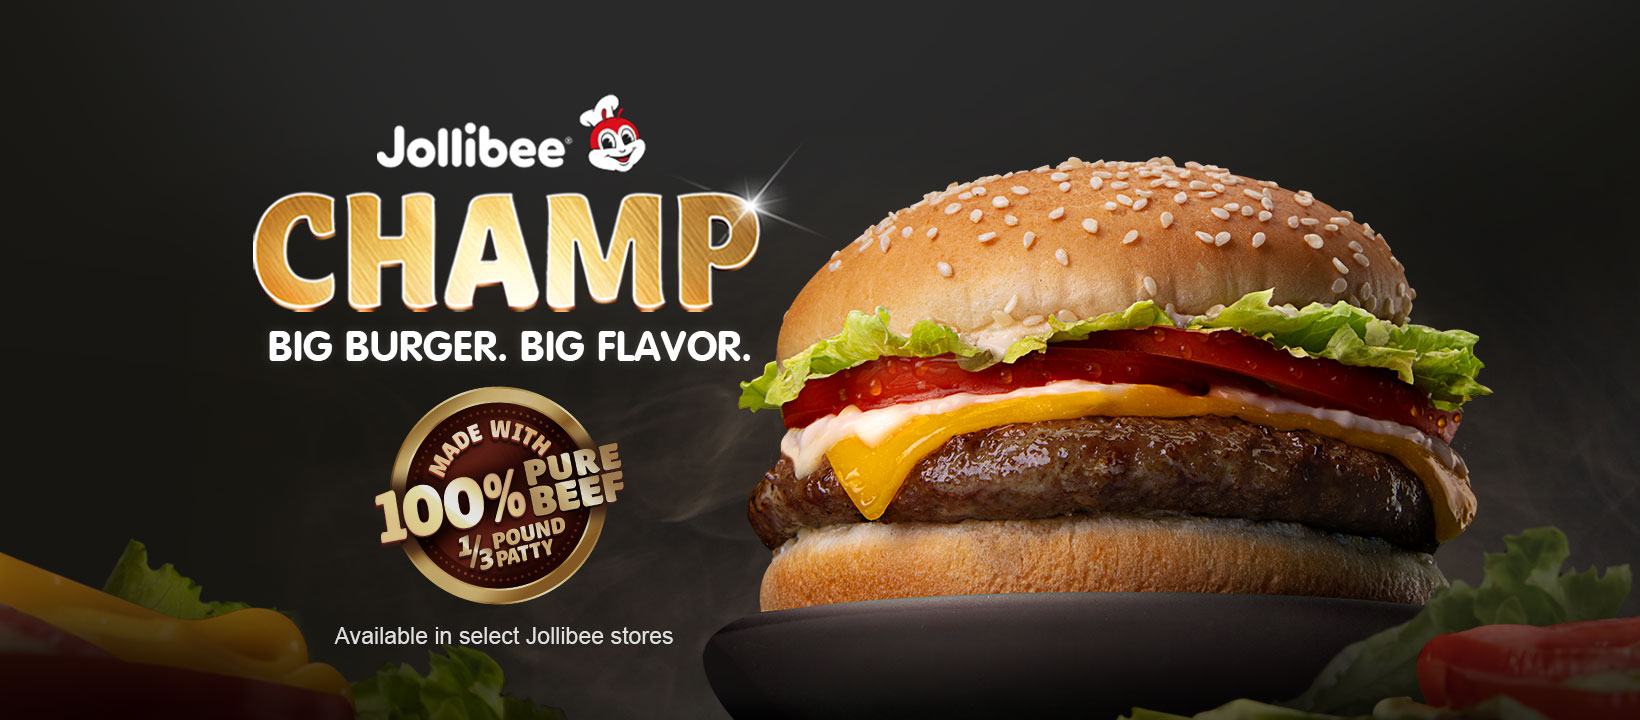 Jollibee®
CHAMP
BIG BURGER. BIG FLAVOR.
MADE WITH
100% PURE BEEF
1/3 POUND PATTY
Available in select Jollibee stores